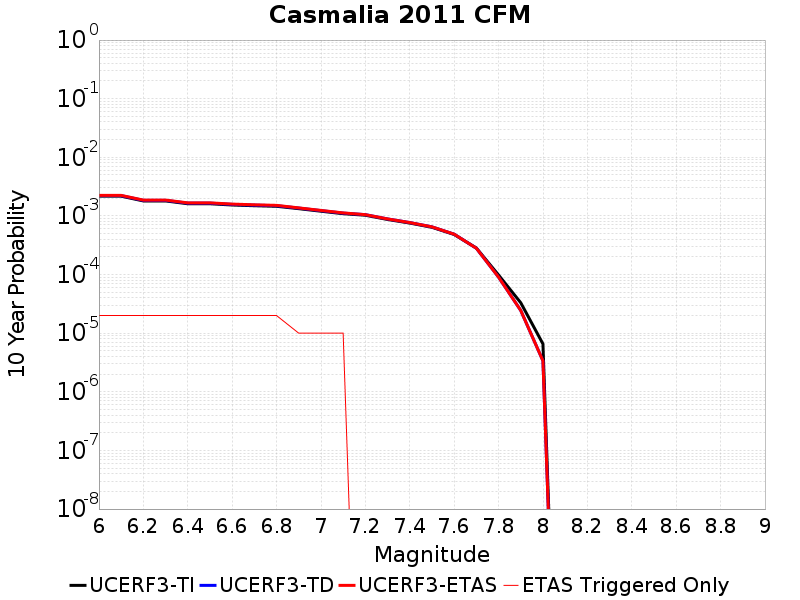 Casmalia 2011 CFM
10 Year Probability
10^0
10^-1
10^-2
10^-3
10^-4
10^-5
10^-6
10^-7
10^-8
6 6.2 6.4 6.6 6.8 7 7.2 7.4 7.6 7.8 8 8.2 8.4 8.6 8.8 9
Magnitude
UCERF3-TI UCERF3-TD UCERF3-ETAS ETAS Triggered Only